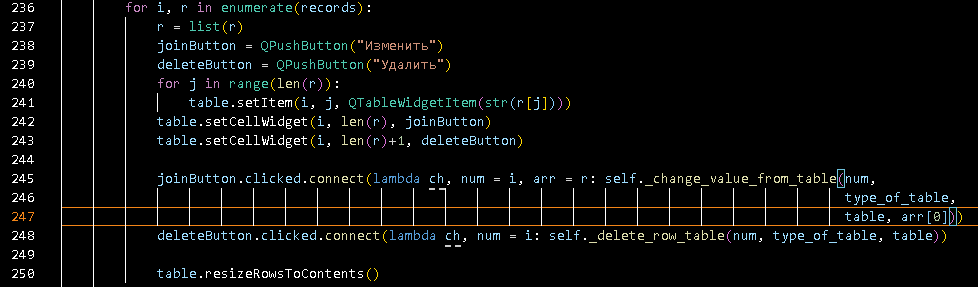 236 for i, r in enumerate(records):
237 r = list(r)
238 joinButton = QPushButton("Изменить")
239 deleteButton = QPushButton("Удалить")
240 for j in range(len(r)):
241 table.setItem(i, j, QTableWidgetItem(str(r[j])))
242 table.setCellWidget(i, len(r), joinButton)
243 table.setCellWidget(i, len(r)+1, deleteButton)
244
245 joinButton.clicked.connect(lambda ch, num = i, arr = r: self._change_value_from_table(num,
246 type_of_table,
247 table, arr[0]))
248 deleteButton.clicked.connect(lambda ch, num = i: self._delete_row_table(num, type_of_table, table))
249
250 table.resizeRowsToContents()